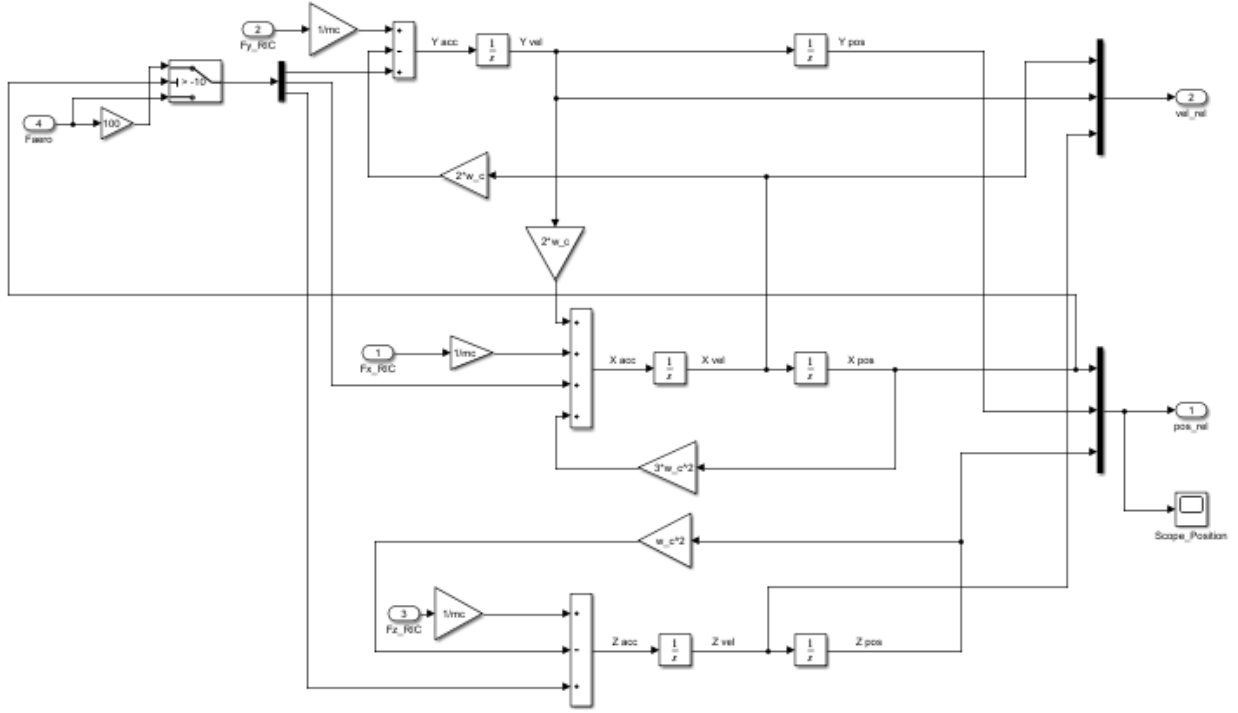 2
Fy_RIC
1/mc
+
-
+
Y acc
1
s
Y vel
1
s
Y pos
> -10
4
Faero
100
2
vel_rel
2*w_c
2*w_c
1
Fx_RIC
1/mc
+
+
+
+
X acc
1
s
X vel
1
s
X pos
1
pos_rel
3*w_c^2
Scope_Position
w_c^2
3
Fz_RIC
1/mc
+
-
+
Z acc
1
s
Z vel
1
s
Z pos